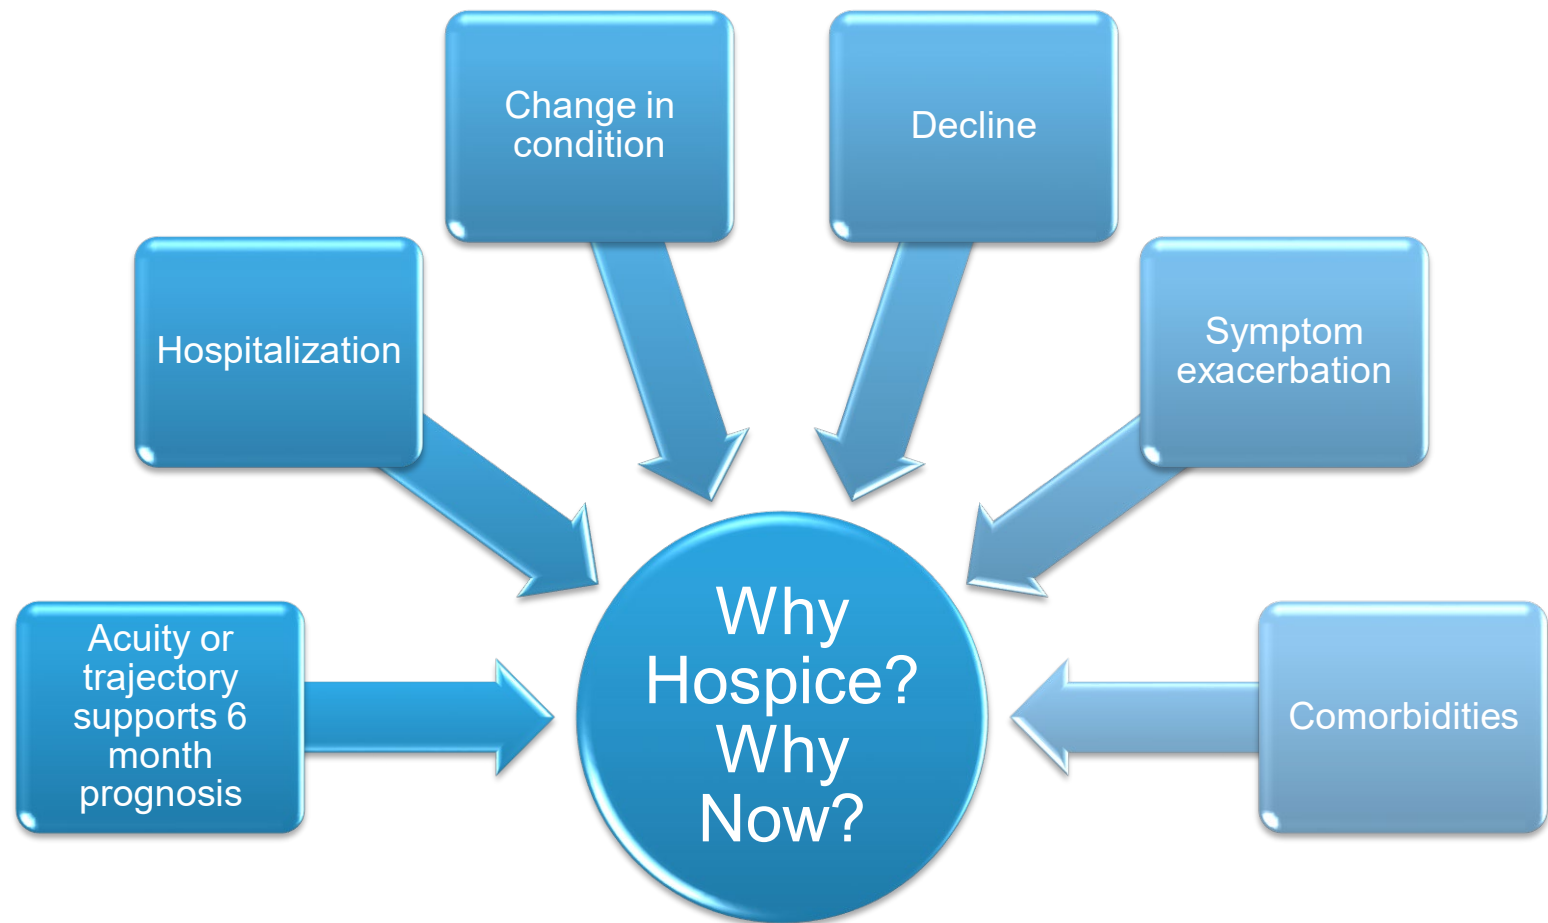 Change in
condition
Decline
Hospitalization
Symptom
exacerbation
Acuity or
trajectory
supports 6
month
prognosis
Why
Hospice?
Why
Now?
Comorbidities